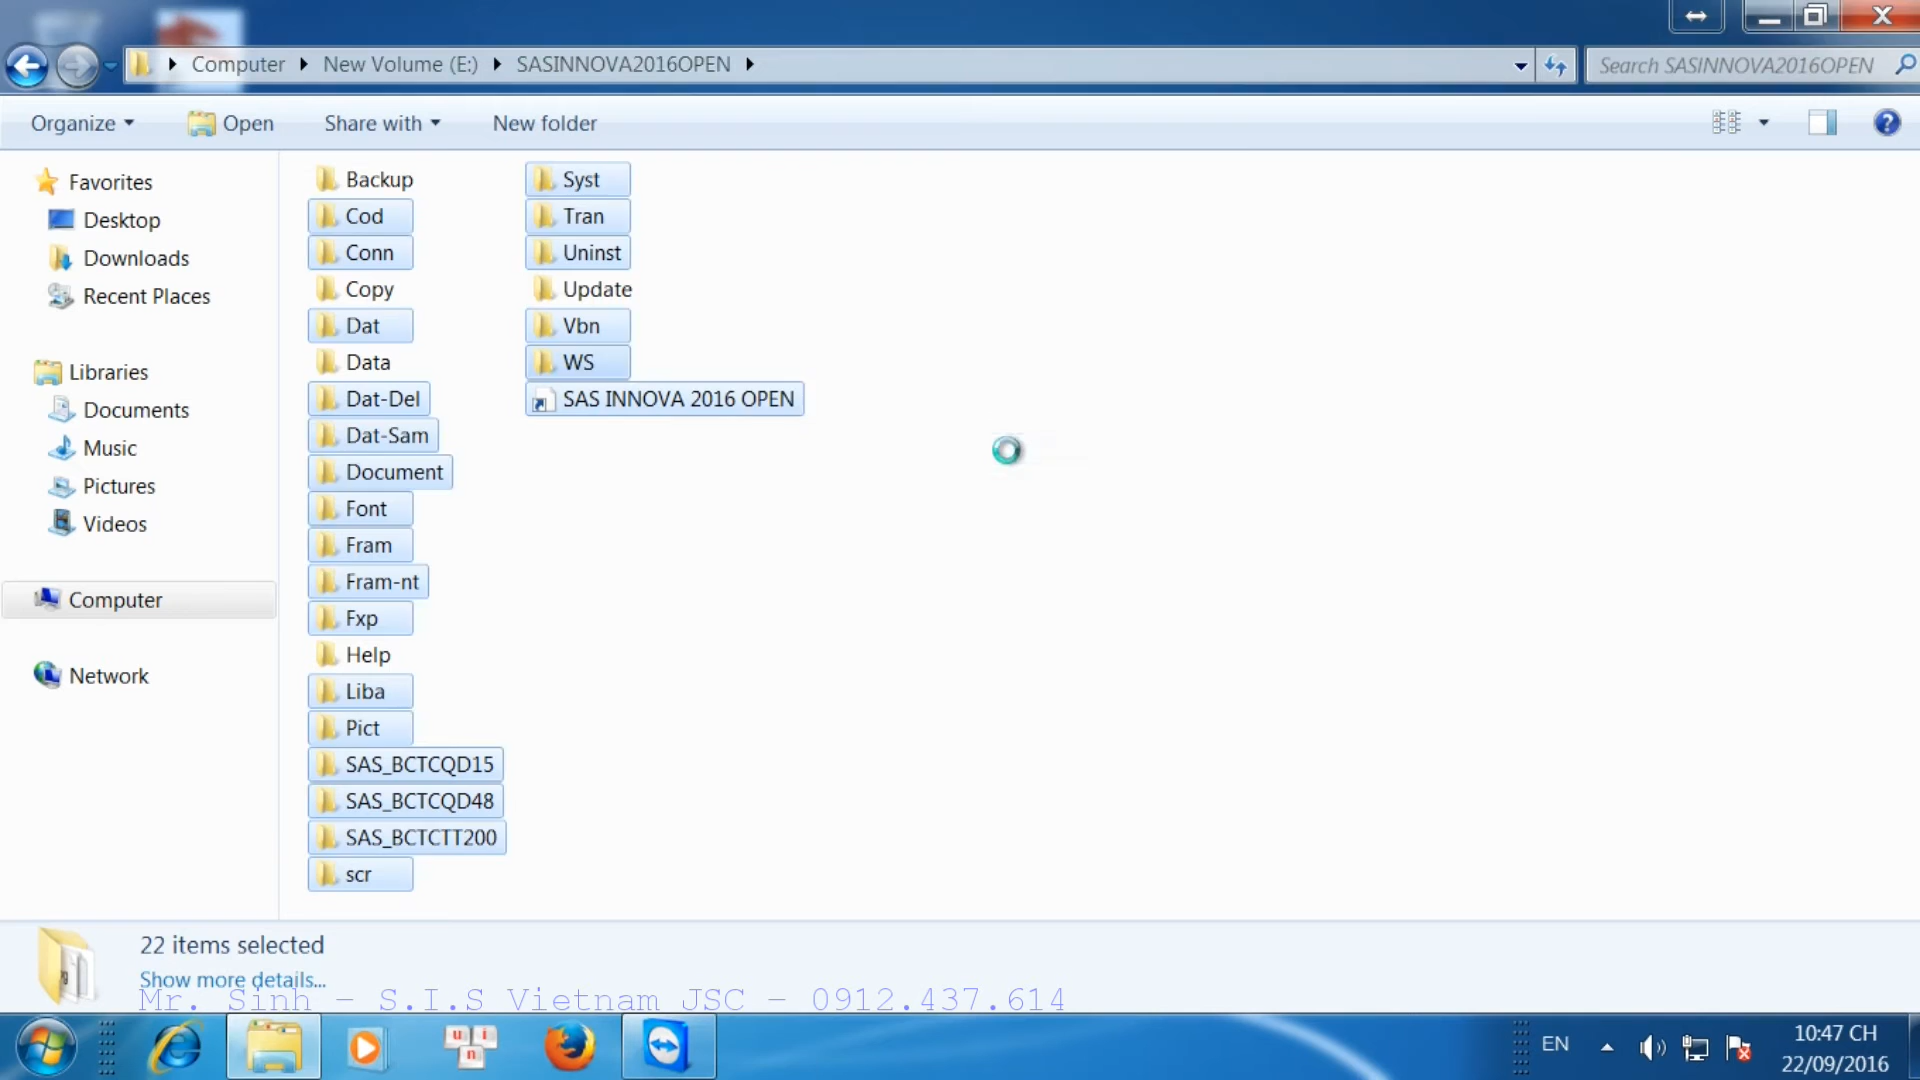 Computer
New Volume (E:)
SASINNOVA2016OPEN
Search SASINNOVA2016OPEN
Organize
Open
Share with
New folder
Favorites
Desktop
Downloads
Recent Places
Libraries
Documents
Music
Pictures
Videos
Computer
Network
Backup
Cod
Conn
Copy
Dat
Data
Dat-Del
Dat-Sam
Document
Font
Fram
Fram-nt
Fxp
Help
Liba
Pict
SAS_BCTCQD15
SAS_BCTCQD48
SAS_BCTCTT200
scr
Syst
Tran
Uninst
Update
Vbn
WS
SAS INNOVA 2016 OPEN
22 items selected
Show more details...
Mr. Sinh - S.I.S Vietnam JSC - 0912.437.614
u i n
EN
10:47 CH
22/09/2016